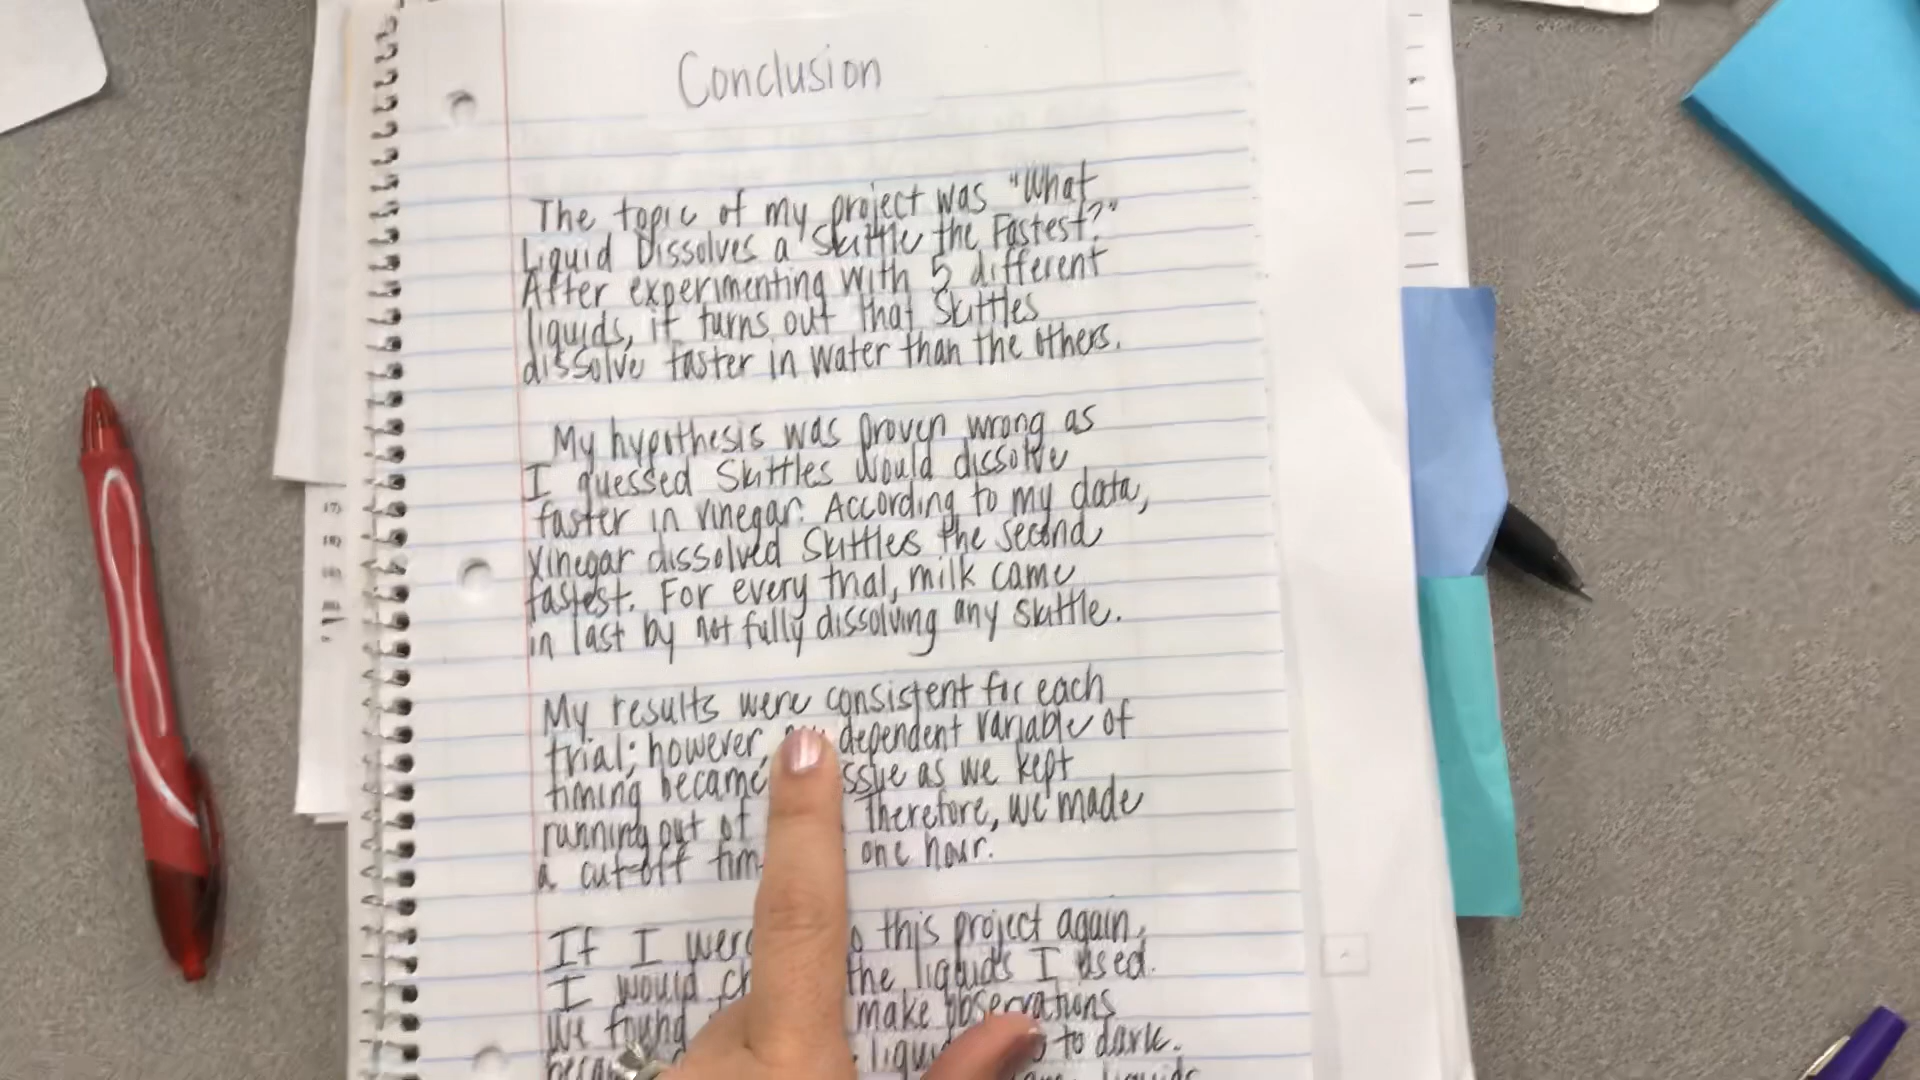 Conclusion
The topic of my project was "What
Liquid Dissolves a Skittle the Fastest?"
After experimenting with 5 different
liquids, it turns out that Skittles
dissolve faster in water than the others.
My hypothesis was proven wrong as
I guessed Skittles would dissolve
faster in vinegar. According to my data,
vinegar dissolved Skittles the second
fastest. For every trial, milk came
in last by not fully dissolving any skittle.
My results were consistent for each
trial; however, dependent variable of
timing became as we kept
running out of Therefore, we made
a cut-off one hour.
If I were this project again,
I would the liquids I used.
We found make observations
to dark.
liquids